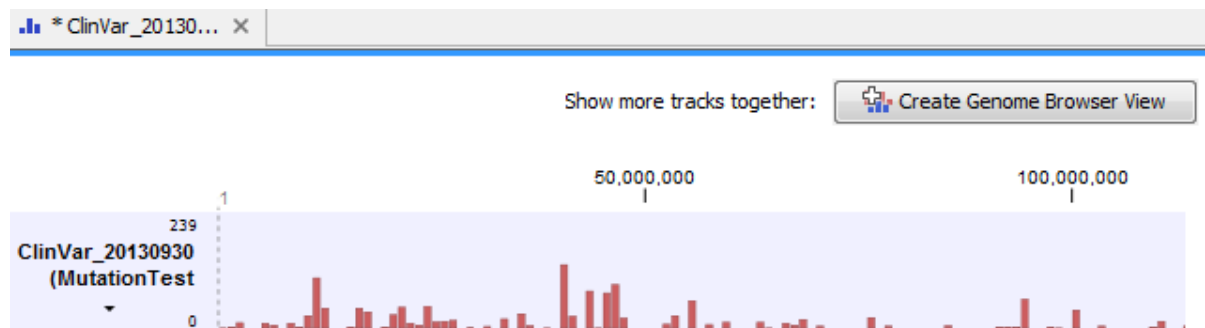 * ClinVar_20130...
Show more tracks together:
Create Genome Browser View
50,000,000
100,000,000
1
239
ClinVar_20130930
(MutationTest
0